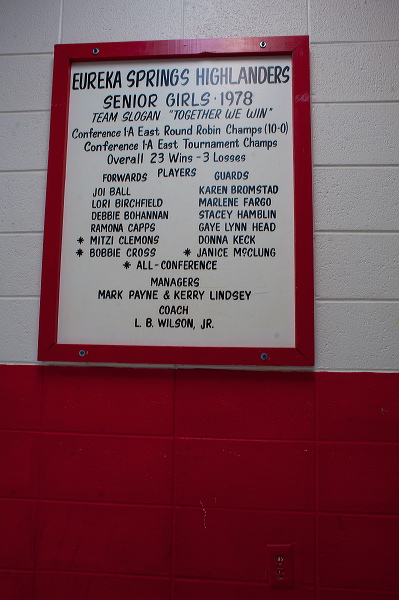 EUREKA SPRINGS HIGHLANDERS
SENIOR GIRLS · 1978
TEAM SLOGAN "TOGETHER WE WIN"
Conference 1-A East Round Robin Champs (10-0)
Conference 1-A East Tournament Champs
Overall 23 Wins - 3 Losses
PLAYERS
FORWARDS GUARDS
JOI BALL KAREN BROMSTAD
LORI BIRCHFIELD MARLENE FARGO
DEBBIE BOHANNAN STACEY HAMBLIN
RAMONA CAPPS GAYE LYNN HEAD
* MITZI CLEMONS DONNA KECK
* BOBBIE CROSS * JANICE McCLUNG
* ALL-CONFERENCE
MANAGERS
MARK PAYNE & KERRY LINDSEY
COACH
L. B. WILSON, JR.